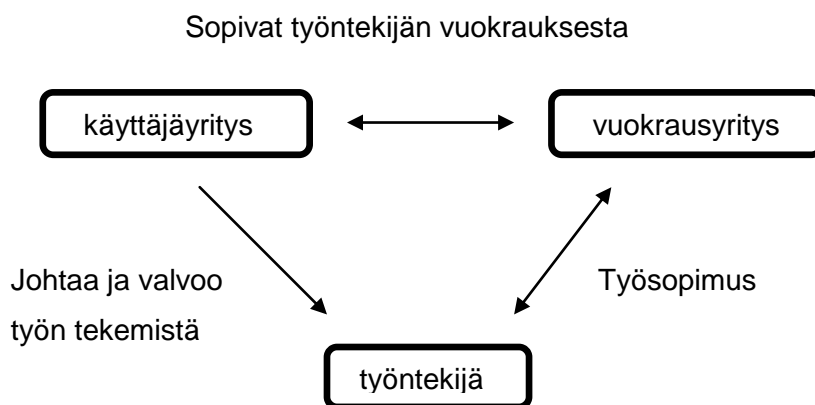 Sopivat työntekijän vuokrauksesta
käyttäjäyritys
vuokrausyritys
Johtaa ja valvoo
työn tekemistä
Työsopimus
työntekijä